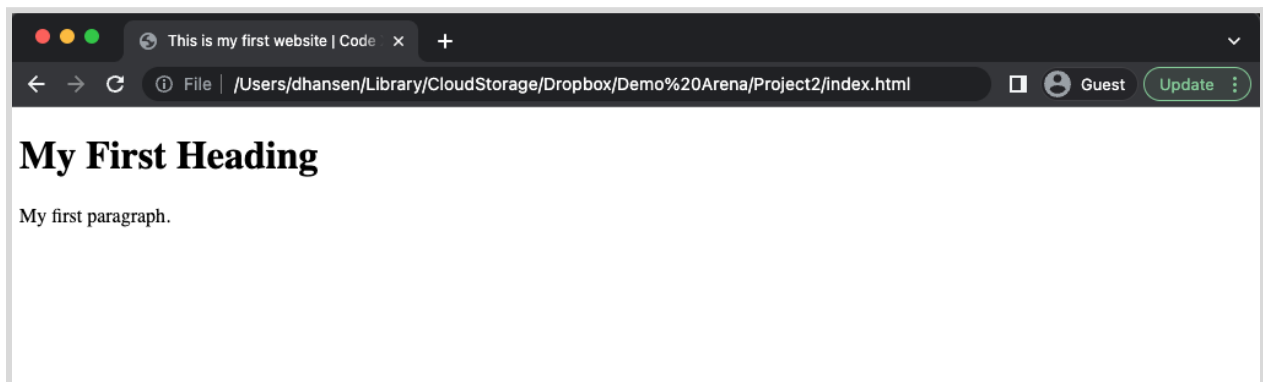 This is my first website | Code
File | /Users/dhansen/Library/CloudStorage/Dropbox/Demo%20Arena/Project2/index.html Guest Update
My First Heading
My first paragraph.